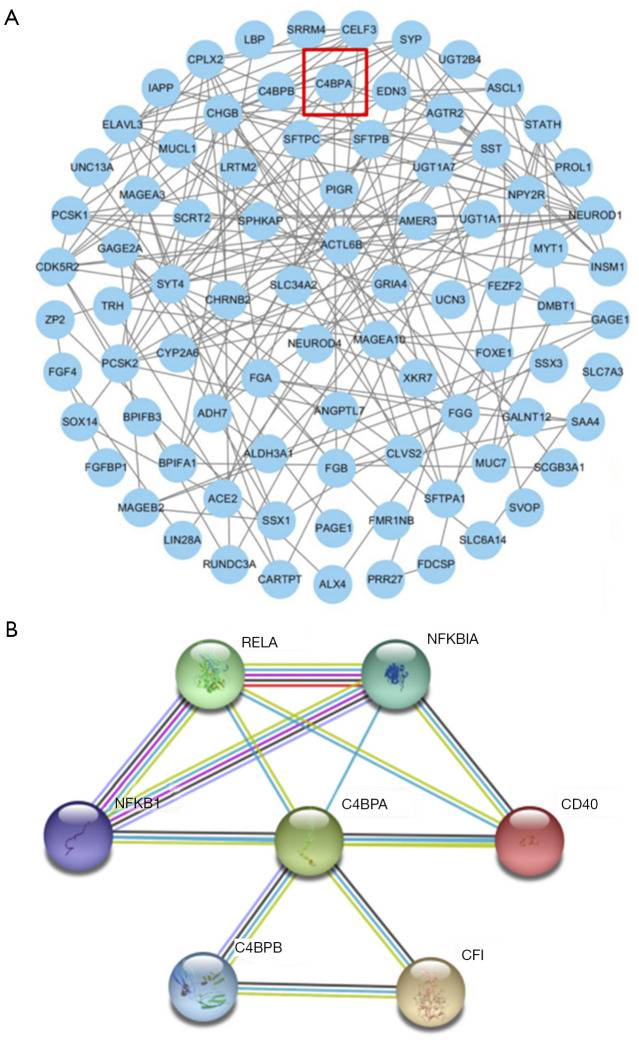 A
SRRM4
CELF3
LBP
SYP
CPLX2
UGT2B4
C4BPA
IAPP
C4BPB
EDN3
ASCL1
CHGB
AGTR2
ELAVL3
STATH
SFTPC
SFTPB
MUCL1
SST
UNC13A
LRTM2
UGT1A7
PROL1
PIGR
MAGEA3
NPY2R
PCSK1
SCRT2
SPHKAP
AMER3
UGT1A1
NEUROD1
ACTL6B
GAGE2A
MYT1
CDK5R2
INSM1
SYT4
SLC34A2
GRIA4
FEZF2
CHRNB2
UCN3
TRH
DMBT1
ZP2
GAGE1
NEUROD4
MAGEA10
CYP2A6
FOXE1
PCSK2
SSX3
FGF4
FGA
XKR7
SLC7A3
ADH7
ANGPTL7
FGG
BPIFB3
GALNT12
SOX14
SAA4
ALDH3A1
CLVS2
BPIFA1
FGB
MUC7
FGFBP1
SCGB3A1
ACE2
SFTPA1
MAGEB2
SVOP
SSX1
PAGE1
FMR1NB
LIN28A
SLC6A14
RUNDC3A
FDCSP
CARTPT
ALX4
PRR27
B
RELA
NFKBIA
NFKB1
C4BPA
CD40
C4BPB
CFI